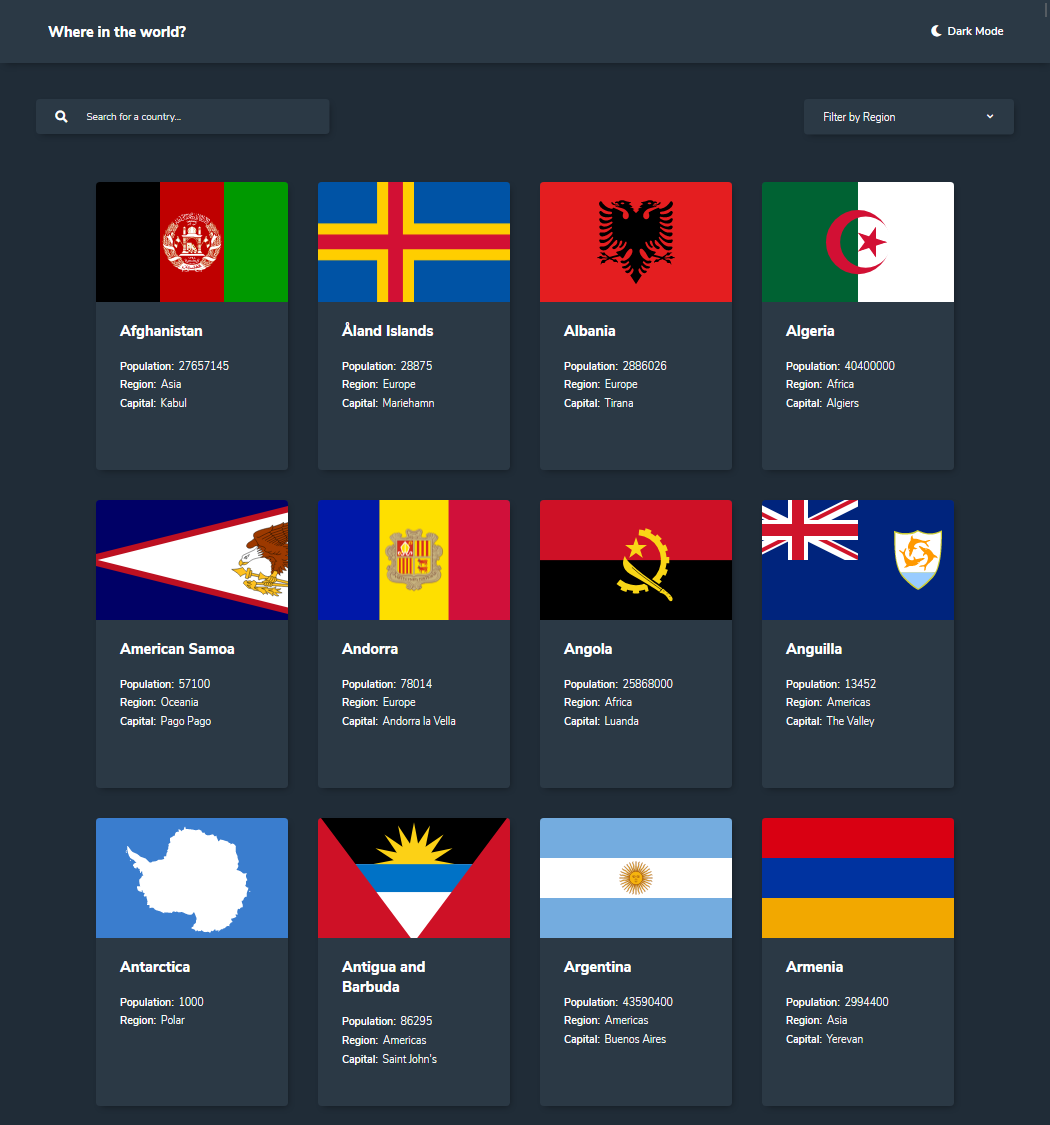 Where in the world?
Dark Mode
Search for a country...
Filter by Region
Afghanistan
Population: 27657145
Region: Asia
Capital: Kabul
Åland Islands
Population: 28875
Region: Europe
Capital: Mariehamn
Albania
Population: 2886026
Region: Europe
Capital: Tirana
Algeria
Population: 40400000
Region: Africa
Capital: Algiers
American Samoa
Population: 57100
Region: Oceania
Capital: Pago Pago
Andorra
Population: 78014
Region: Europe
Capital: Andorra la Vella
Angola
Population: 25868000
Region: Africa
Capital: Luanda
Anguilla
Population: 13452
Region: Americas
Capital: The Valley
Antarctica
Population: 1000
Region: Polar
Antigua and
Barbuda
Population: 86295
Region: Americas
Capital: Saint John's
Argentina
Population: 43590400
Region: Americas
Capital: Buenos Aires
Armenia
Population: 2994400
Region: Asia
Capital: Yerevan